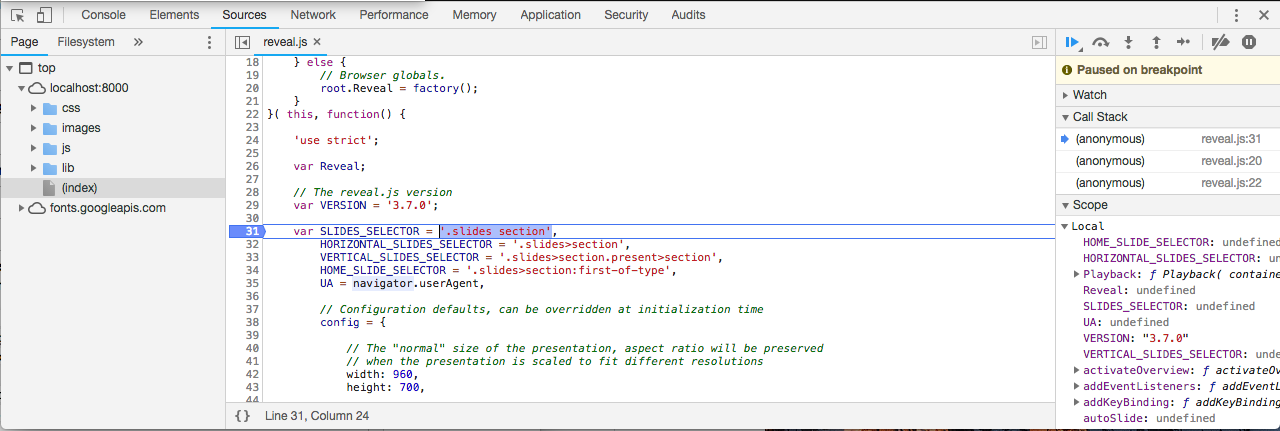 Console Elements Sources Network Performance Memory Application Security Audits
Page Filesystem »
top
localhost:8000
css
images
js
lib
(index)
fonts.googleapis.com
reveal.js ×
18 } else {
19 // Browser globals.
20 root.Reveal = factory();
21 }
22 }( this, function() {
23
24 'use strict';
25
26 var Reveal;
27
28 // The reveal.js version
29 var VERSION = '3.7.0';
30
31 var SLIDES_SELECTOR = '.slides section',
32 HORIZONTAL_SLIDES_SELECTOR = '.slides>section',
33 VERTICAL_SLIDES_SELECTOR = '.slides>section.present>section',
34 HOME_SLIDE_SELECTOR = '.slides>section:first-of-type',
35 UA = navigator.userAgent,
36
37 // Configuration defaults, can be overridden at initialization time
38 config = {
39
40 // The "normal" size of the presentation, aspect ratio will be preserved
41 // when the presentation is scaled to fit different resolutions
42 width: 960,
43 height: 700,
44
{} Line 31, Column 24
Paused on breakpoint
Watch
Call Stack
(anonymous) reveal.js:31
(anonymous) reveal.js:20
(anonymous) reveal.js:22
Scope
Local
HOME_SLIDE_SELECTOR: undefined
HORIZONTAL_SLIDES_SELECTOR: undefined
Playback: ƒ Playback( containe
Reveal: undefined
SLIDES_SELECTOR: undefined
UA: undefined
VERSION: "3.7.0"
VERTICAL_SLIDES_SELECTOR: unde
activateOverview: ƒ activateOv
addEventListeners: ƒ addEventL
addKeyBinding: ƒ addKeyBinding
autoSlide: undefined